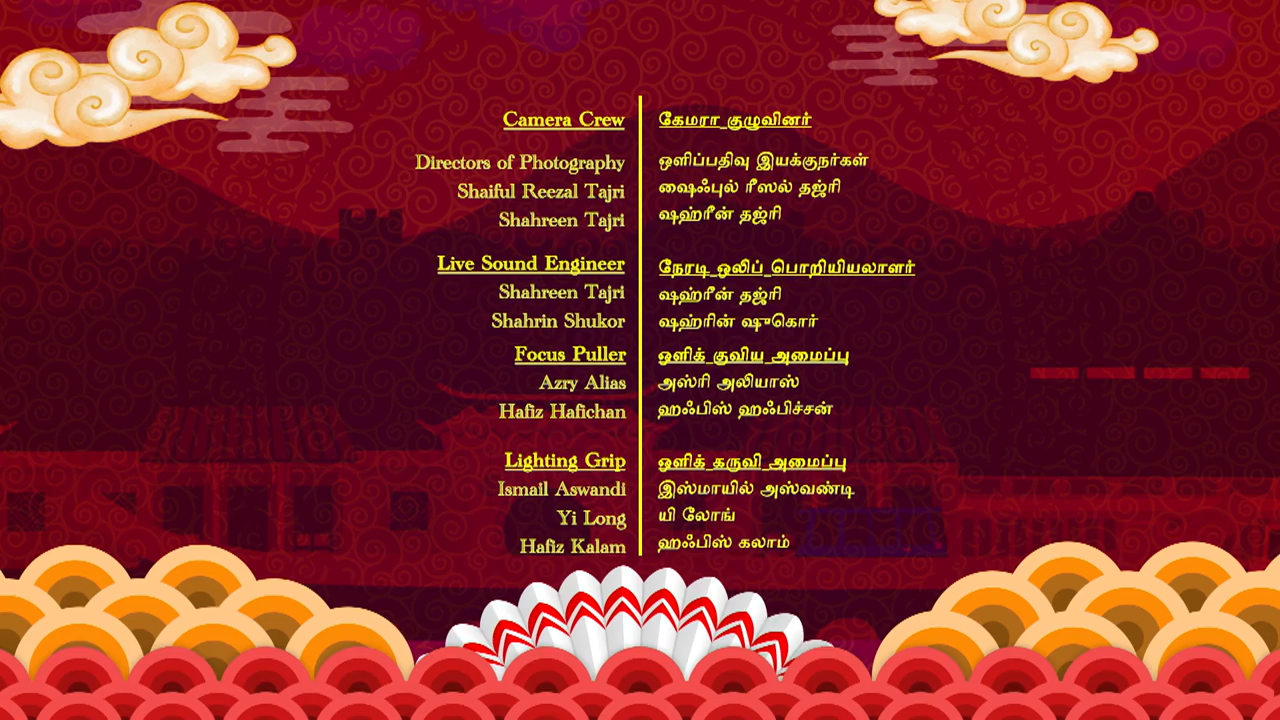 Camera Crew
Directors of Photography
Shaiful Reezal Tajri
Shahreen Tajri
Live Sound Engineer
Shahreen Tajri
Shahrin Shukor
Focus Puller
Azry Alias
Hafiz Hafichan
Lighting Grip
Ismail Aswandi
Yi Long
Hafiz Kalam
கேமரா குழுவினர்
ஒளிப்பதிவு இயக்குநர்கள்
ஷைஃபுல் ரீஸல் தஜ்ரி
ஷஹ்ரீன் தஜ்ரி
நேரடி ஒலிப் பொறியியலாளர்
ஷஹ்ரீன் தஜ்ரி
ஷஹ்ரின் ஷுகொர்
ஒளிக் குவிய அமைப்பு
அஸ்ரி அலியாஸ்
ஹஃபிஸ் ஹஃபிச்சன்
ஒளிக் கருவி அமைப்பு
இஸ்மாயில் அஸ்வண்டி
யி லோங்
ஹஃபிஸ் கலாம்